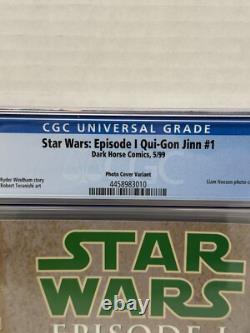 CGC UNIVERSAL GRADE
Star Wars: Episode I Qui-Gon Jinn #1
Dark Horse Comics, 5/99
Photo Cover Variant
Ryder Windham story
Robert Teranishi art
Liam Neeson photo c
4458983010
CGC
STAR
WARS
EPISODE I